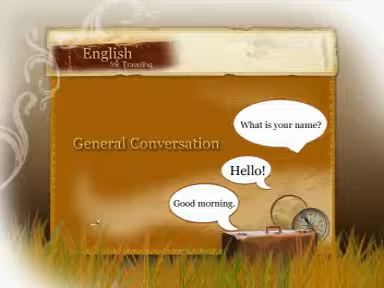 English
for Traveling
General Conversation
What is your name?
Hello!
Good morning.